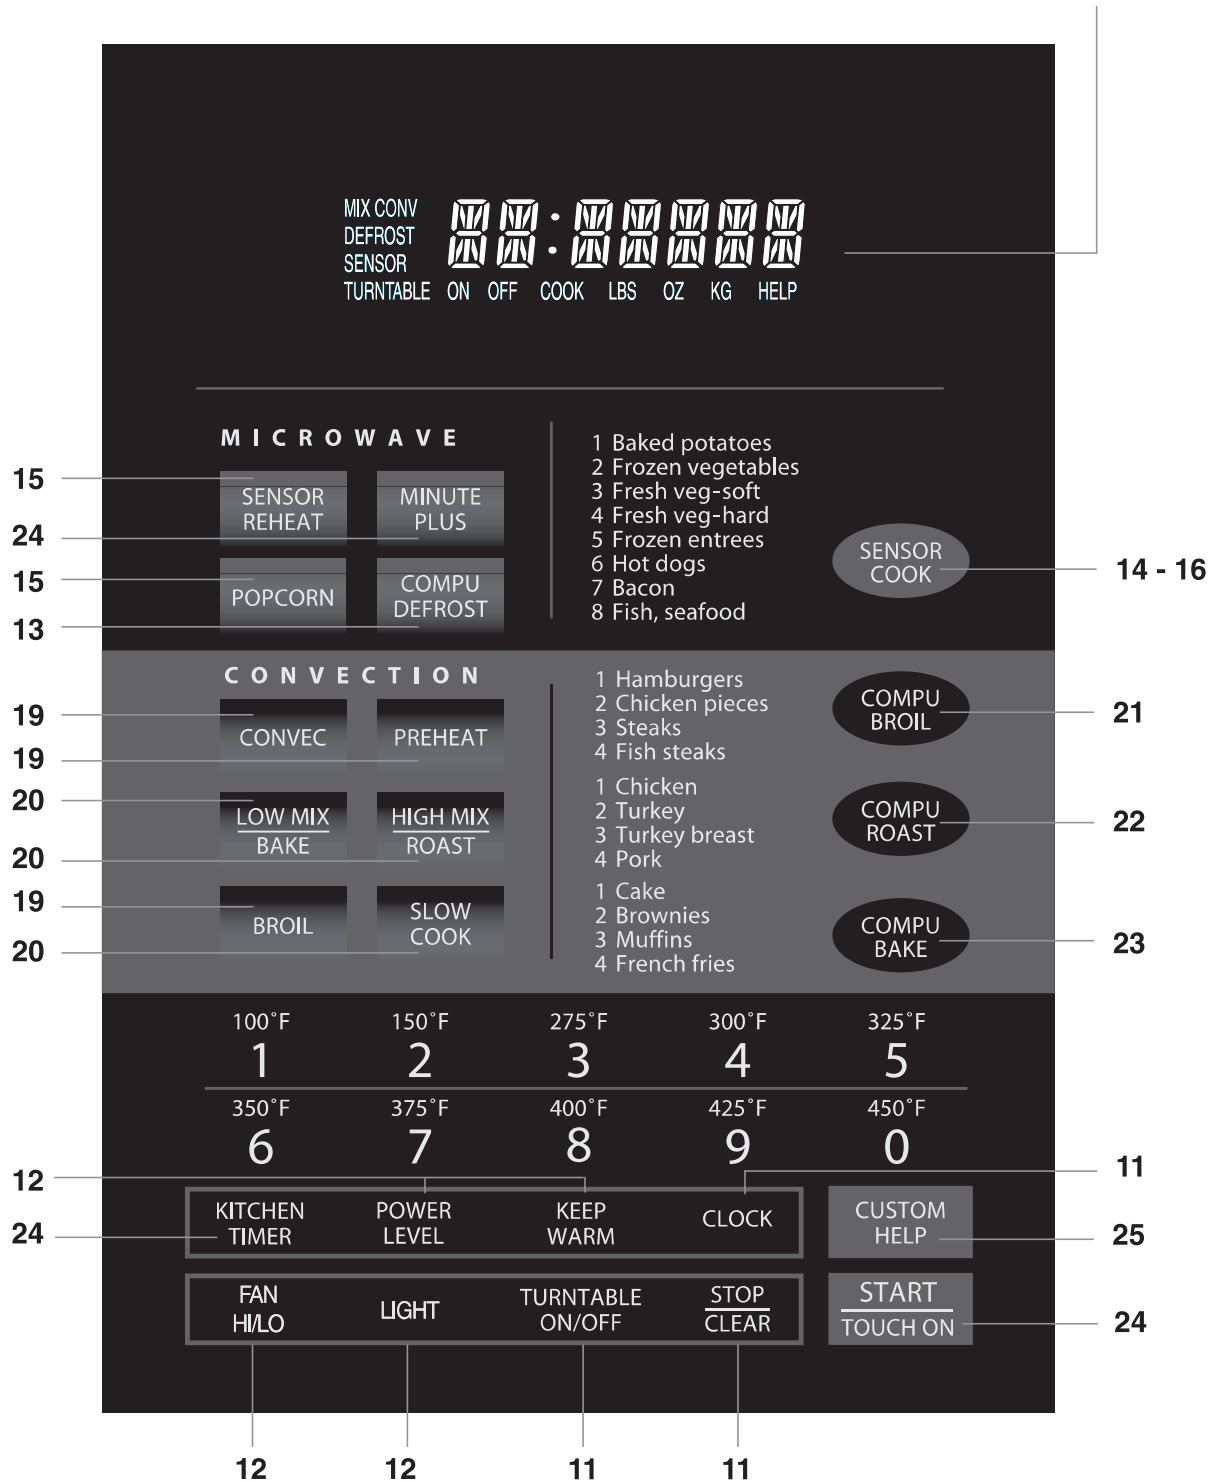 MIX CONV
DEFROST
SENSOR
TURNTABLE ON OFF COOK LBS OZ KG HELP
MICROWAVE
15
SENSOR
REHEAT
MINUTE
PLUS
24
15
POPCORN
COMPU
DEFROST
13
1 Baked potatoes
2 Frozen vegetables
3 Fresh veg-soft
4 Fresh veg-hard
5 Frozen entrees
6 Hot dogs
7 Bacon
8 Fish, seafood
SENSOR
COOK
14 - 16
CONVECTION
19
CONVEC
PREHEAT
19
20
LOW MIX
BAKE
HIGH MIX
ROAST
20
19
BROIL
SLOW
COOK
20
1 Hamburgers
2 Chicken pieces
3 Steaks
4 Fish steaks
COMPU
BROIL
21
1 Chicken
2 Turkey
3 Turkey breast
4 Pork
COMPU
ROAST
22
1 Cake
2 Brownies
3 Muffins
4 French fries
COMPU
BAKE
23
100˚F 150˚F 275˚F 300˚F 325˚F
1 2 3 4 5
350˚F 375˚F 400˚F 425˚F 450˚F
6 7 8 9 0
12
11
KITCHEN
TIMER
POWER
LEVEL
KEEP
WARM
CLOCK
CUSTOM
HELP
24
25
FAN
HI/LO
LIGHT
TURNTABLE
ON/OFF
STOP
CLEAR
START
TOUCH ON
24
12 12 11 11